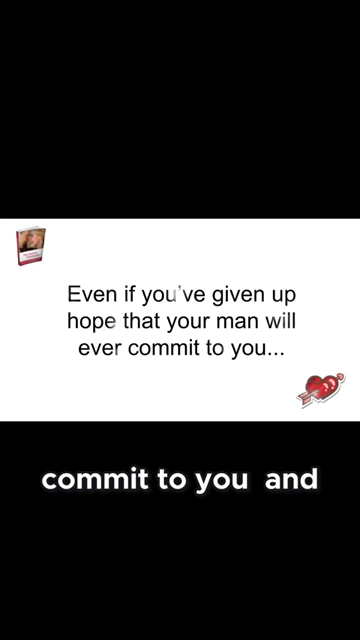 Even if you've given up
hope that your man will
ever commit to you...
commit to you and